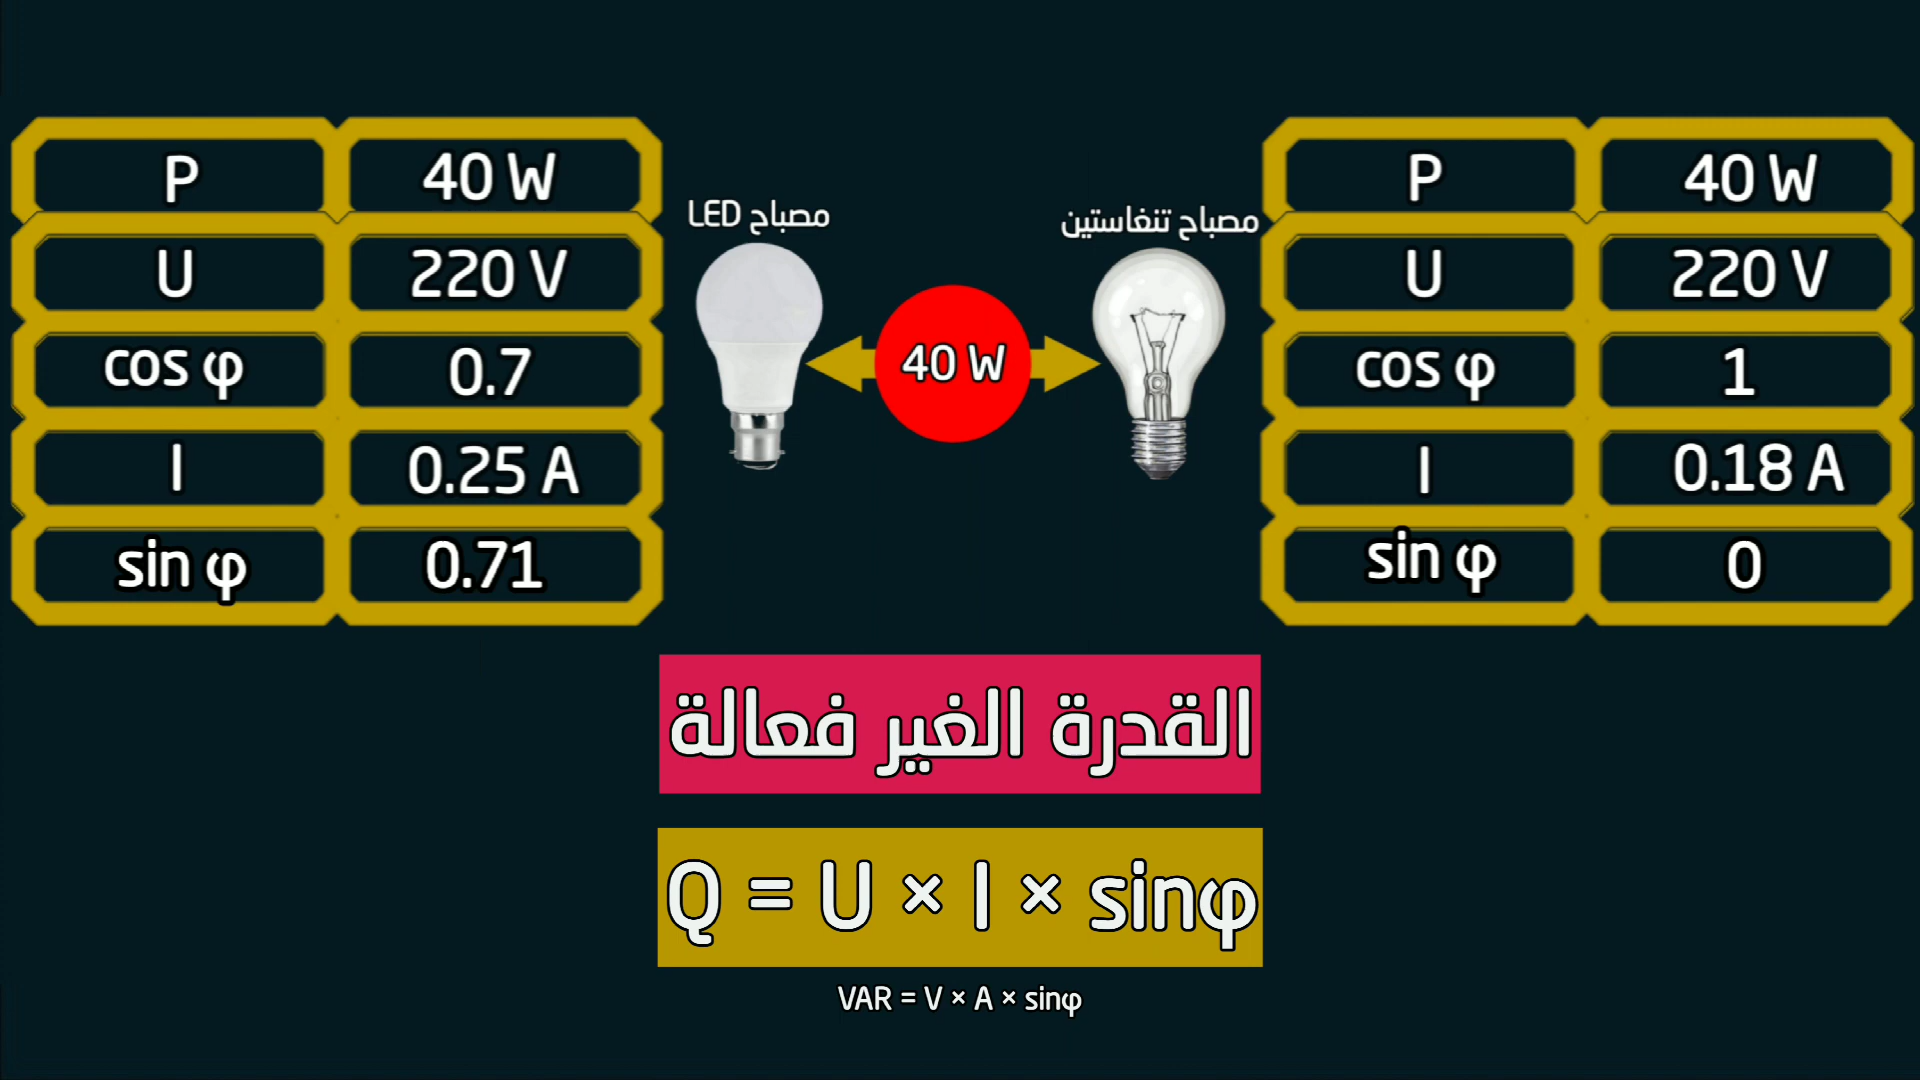 P 40 W
U 220 V
cos φ 0.7
I 0.25 A
sin φ 0.71
مصباح LED
40 W
مصباح تنغاستين
P 40 W
U 220 V
cos φ 1
I 0.18 A
sin φ 0
القدرة الغير فعالة
Q = U × I × sinφ
VAR = V × A × sinφ